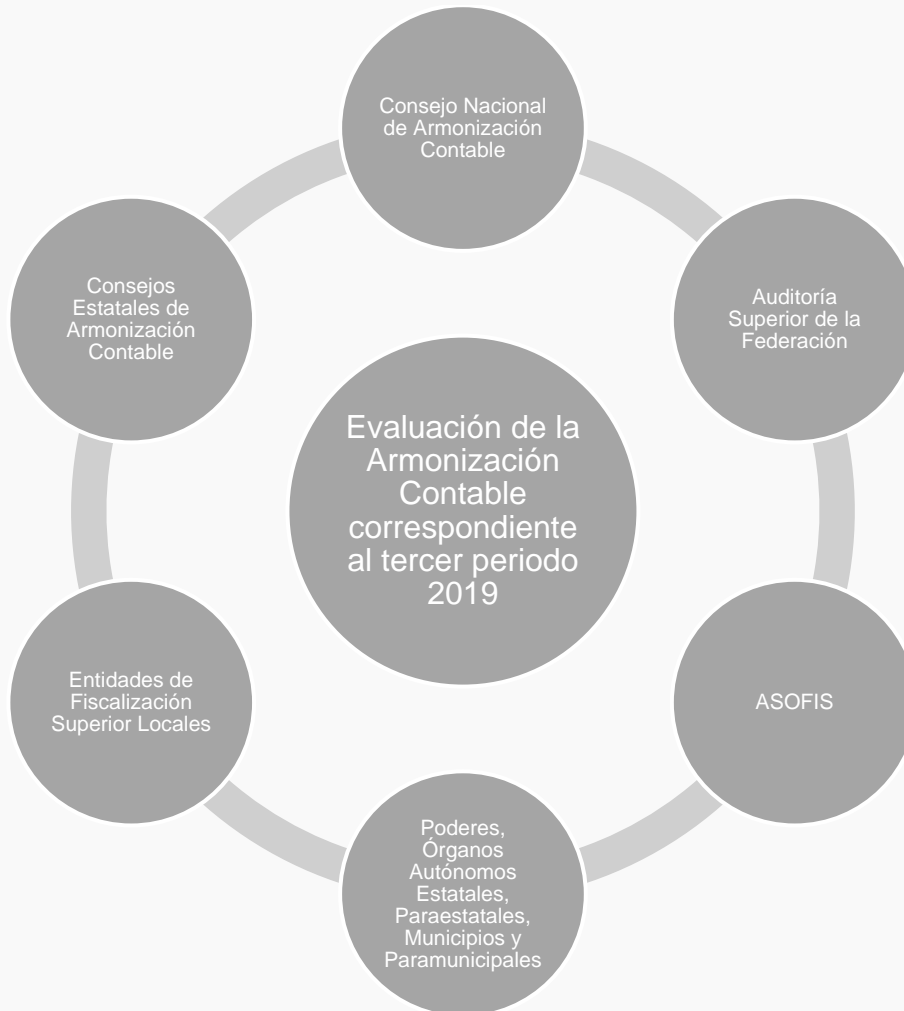 Consejo Nacional
de Armonización
Contable
Auditoría
Superior de la
Federación
ASOFIS
Poderes,
Órganos
Autónomos
Estatales,
Paraestatales,
Municipios y
Paramunicipales
Entidades de
Fiscalización
Superior Locales
Consejos
Estatales de
Armonización
Contable
Evaluación de la
Armonización
Contable
correspondiente
al tercer periodo
2019